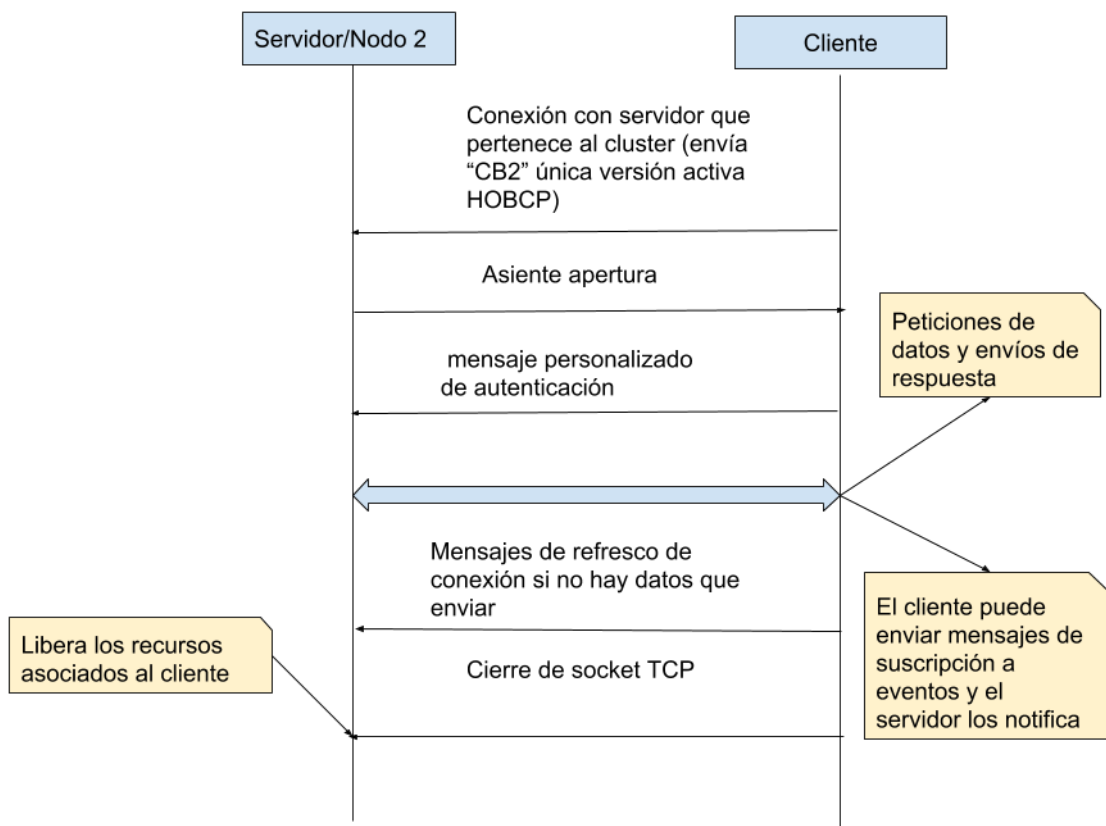 Servidor/Nodo 2
Cliente
Conexión con servidor que
pertenece al cluster (envía
“CB2” única versión activa
HOBCP)
Asiente apertura
mensaje personalizado
de autenticación
Peticiones de
datos y envíos de
respuesta
Mensajes de refresco de
conexión si no hay datos que
enviar
El cliente puede
enviar mensajes de
suscripción a
eventos y el
servidor los notifica
Libera los recursos
asociados al cliente
Cierre de socket TCP